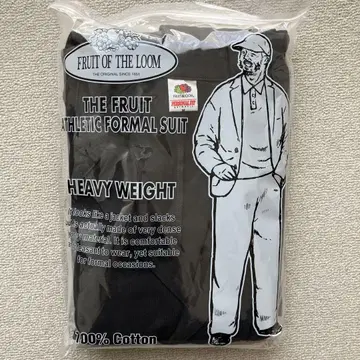 FRUIT OF THE LOOM
THE ORIGINAL SINCE 1851
THE FRUIT
ATHLETIC FORMAL SUIT
HEAVY WEIGHT
looks like a jacket and slacks
actually made of very dense
material. It is comfortable
pleasant to wear, yet suitable
for formal occasions.
100% Cotton